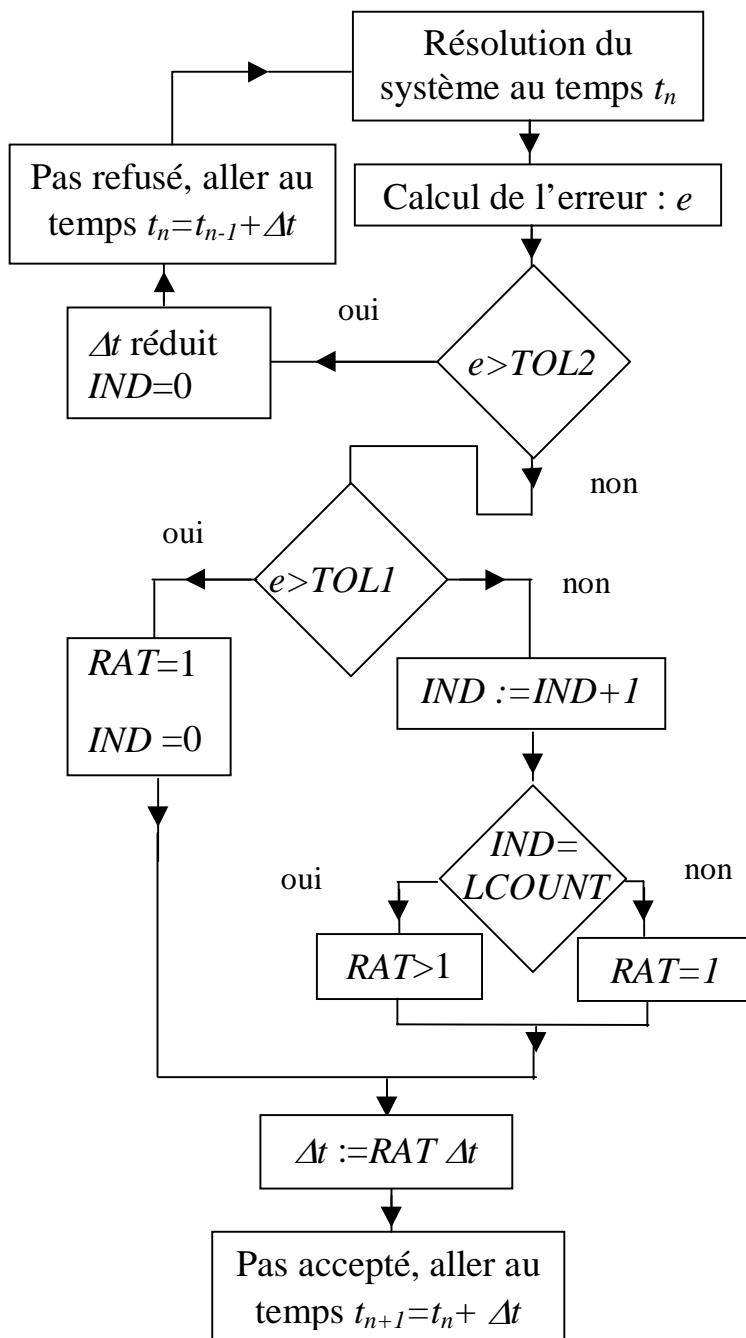 Résolution du
système au temps tn
Pas refusé, aller au
temps tn=tn-1+Δt
Calcul de l’erreur : e
oui
Δt réduit
IND=0
e>TOL2
non
oui
e>TOL1
non
RAT=1
IND =0
IND :=IND+1
IND=
LCOUNT
oui
non
RAT>1
RAT=1
Δt :=RAT Δt
Pas accepté, aller au
temps tn+1=tn+ Δt